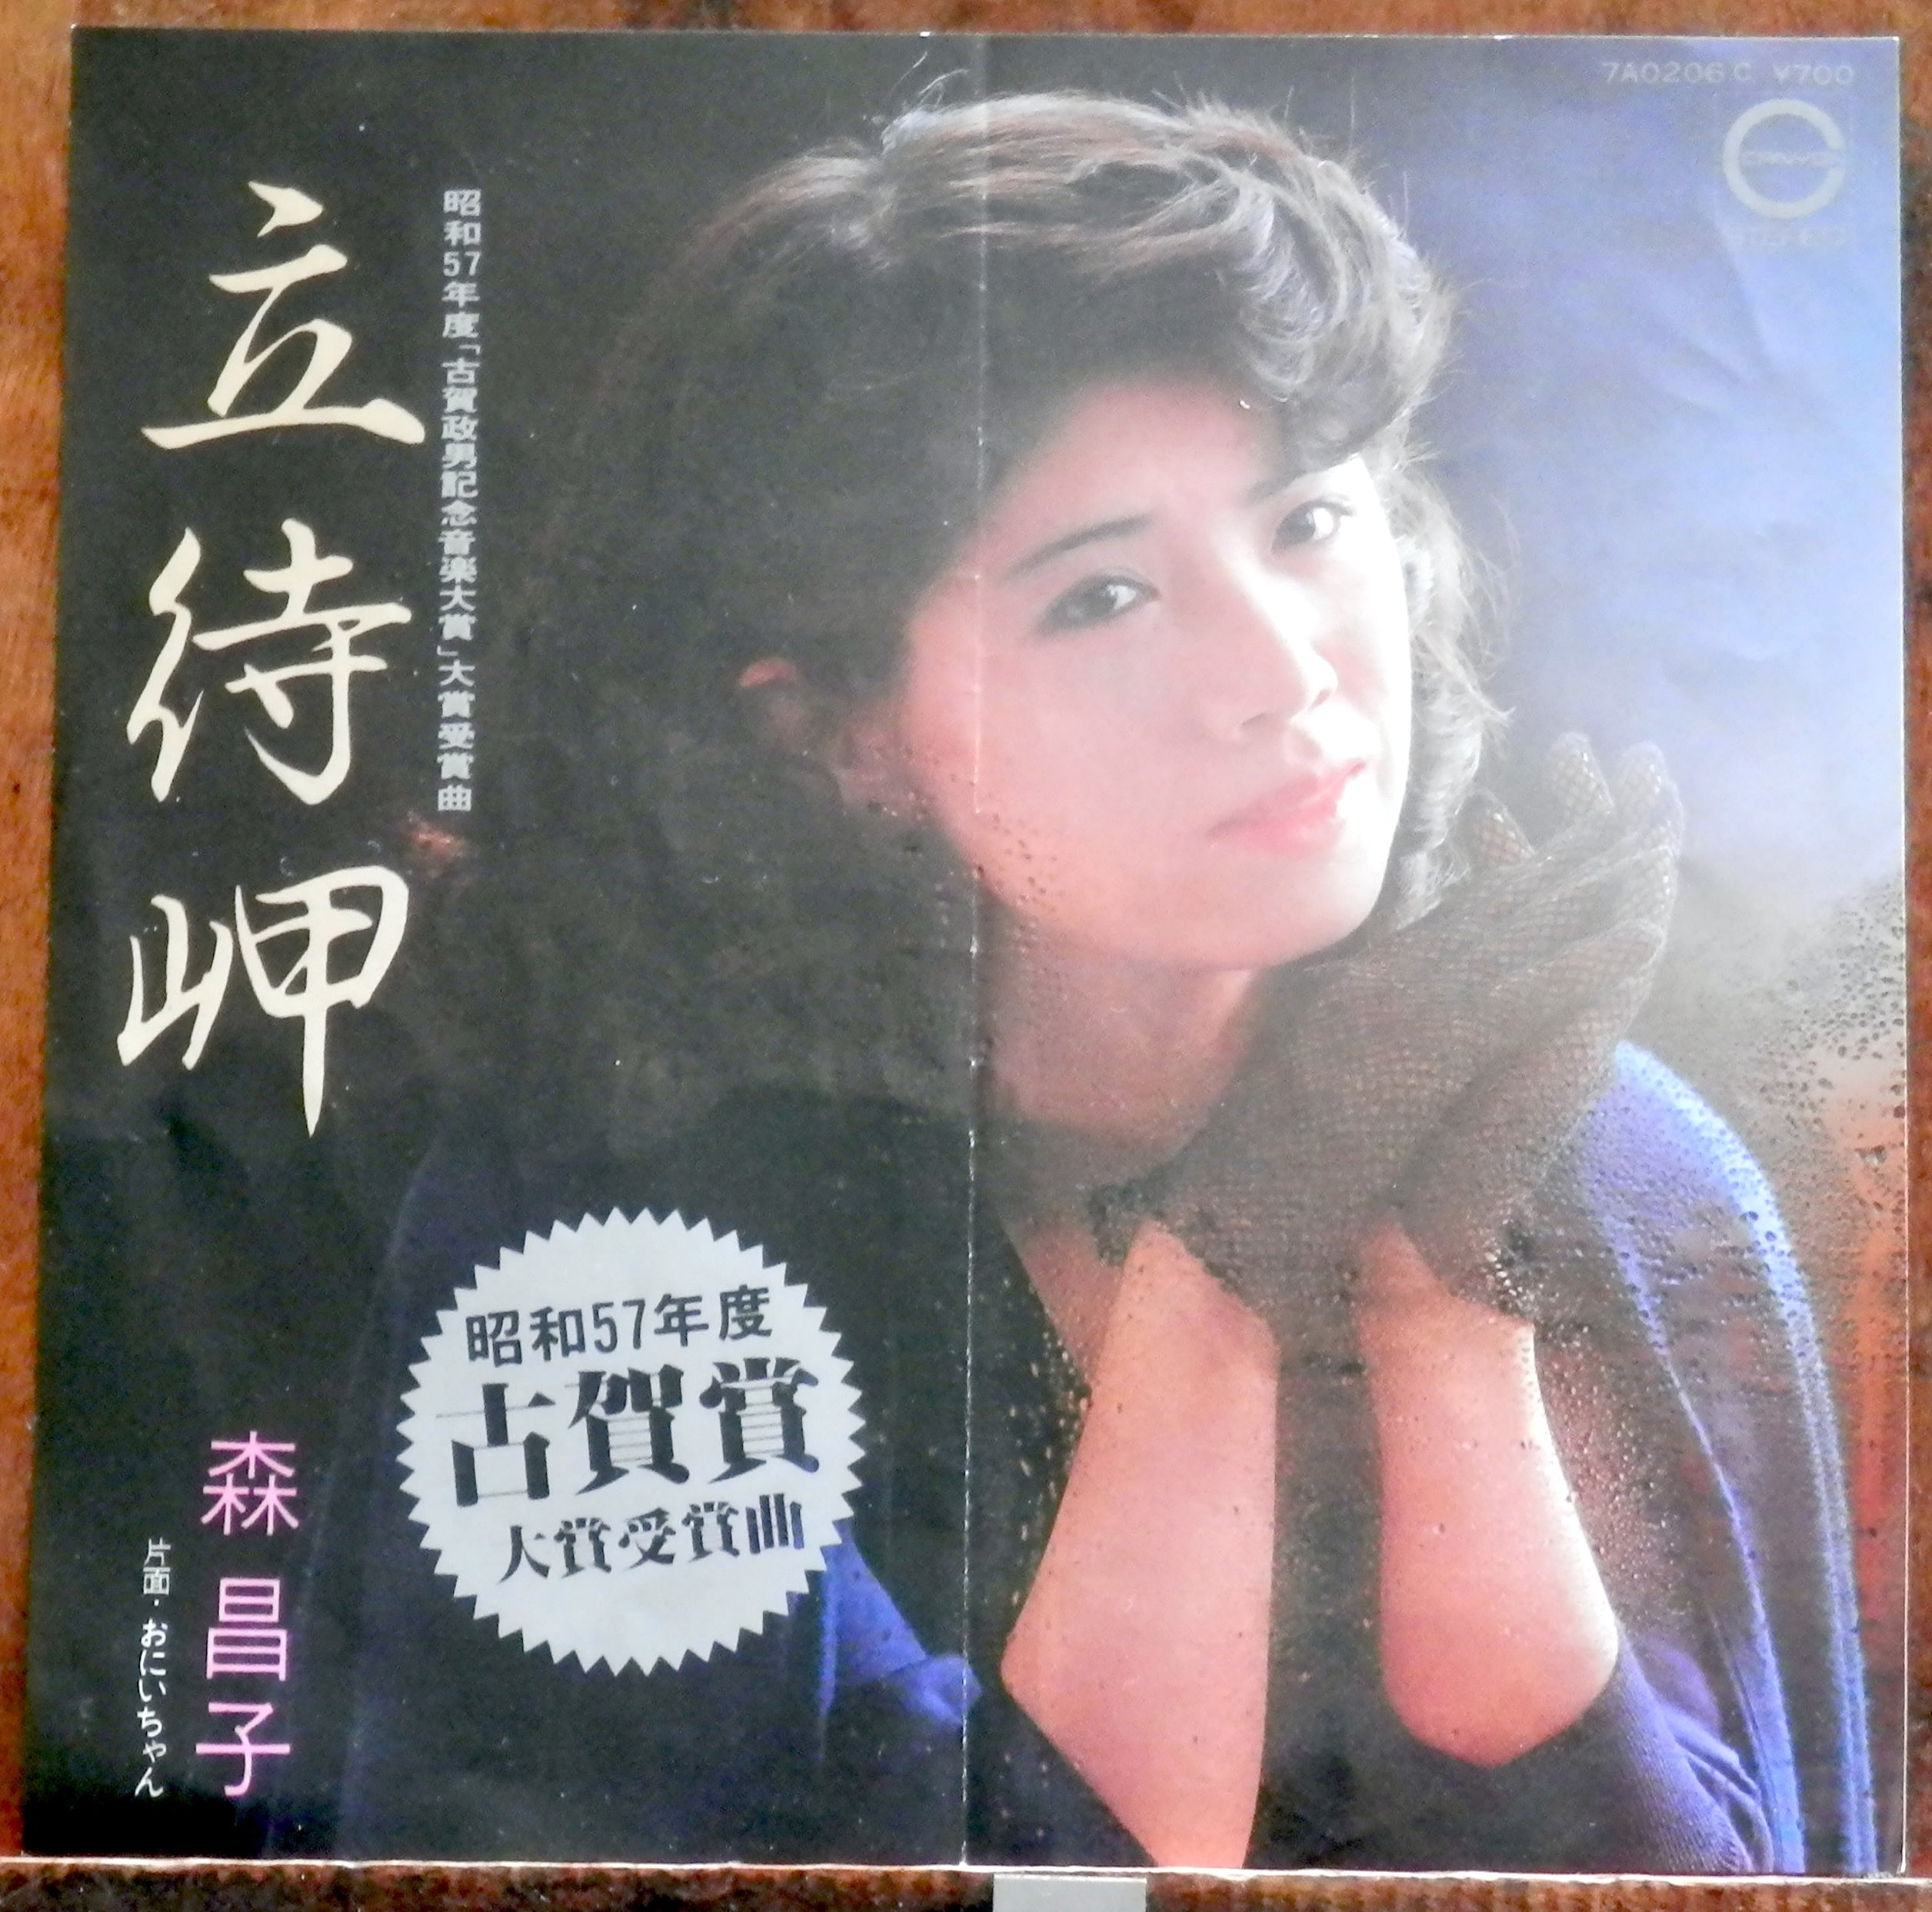 7A0206C ¥700
CANYON
昭和57年度「古賀政男記念音楽大賞」大賞受賞曲
立待岬
昭和57年度
古賀賞
大賞受賞曲
森 昌子
片面・おにいちゃん